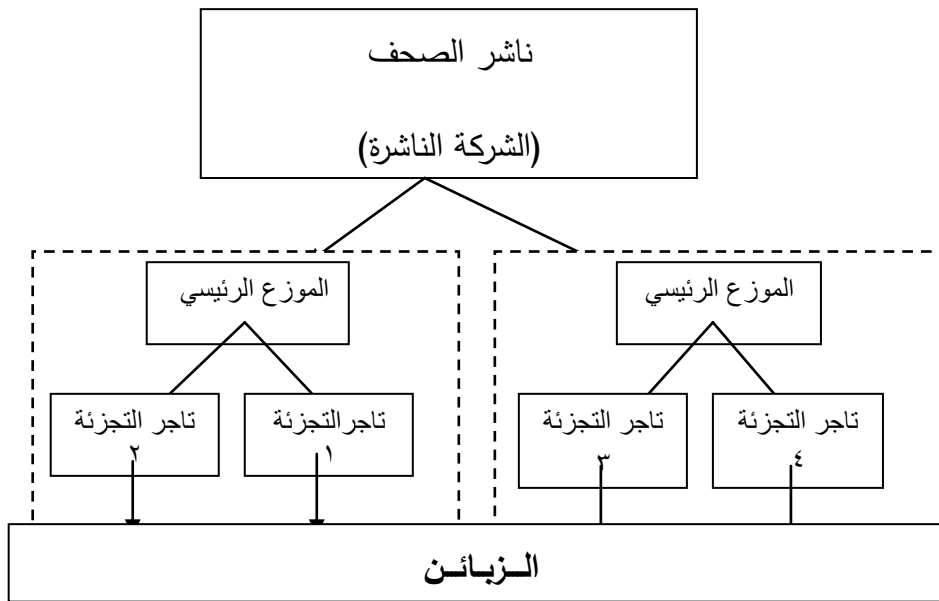 ناشر الصحف
(الشركة الناشرة)
الموزع الرئيسي
الموزع الرئيسي
تاجر التجزئة
٤
تاجر التجزئة
٣
تاجرالتجزئة
١
تاجر التجزئة
٢
الـزبـائـن